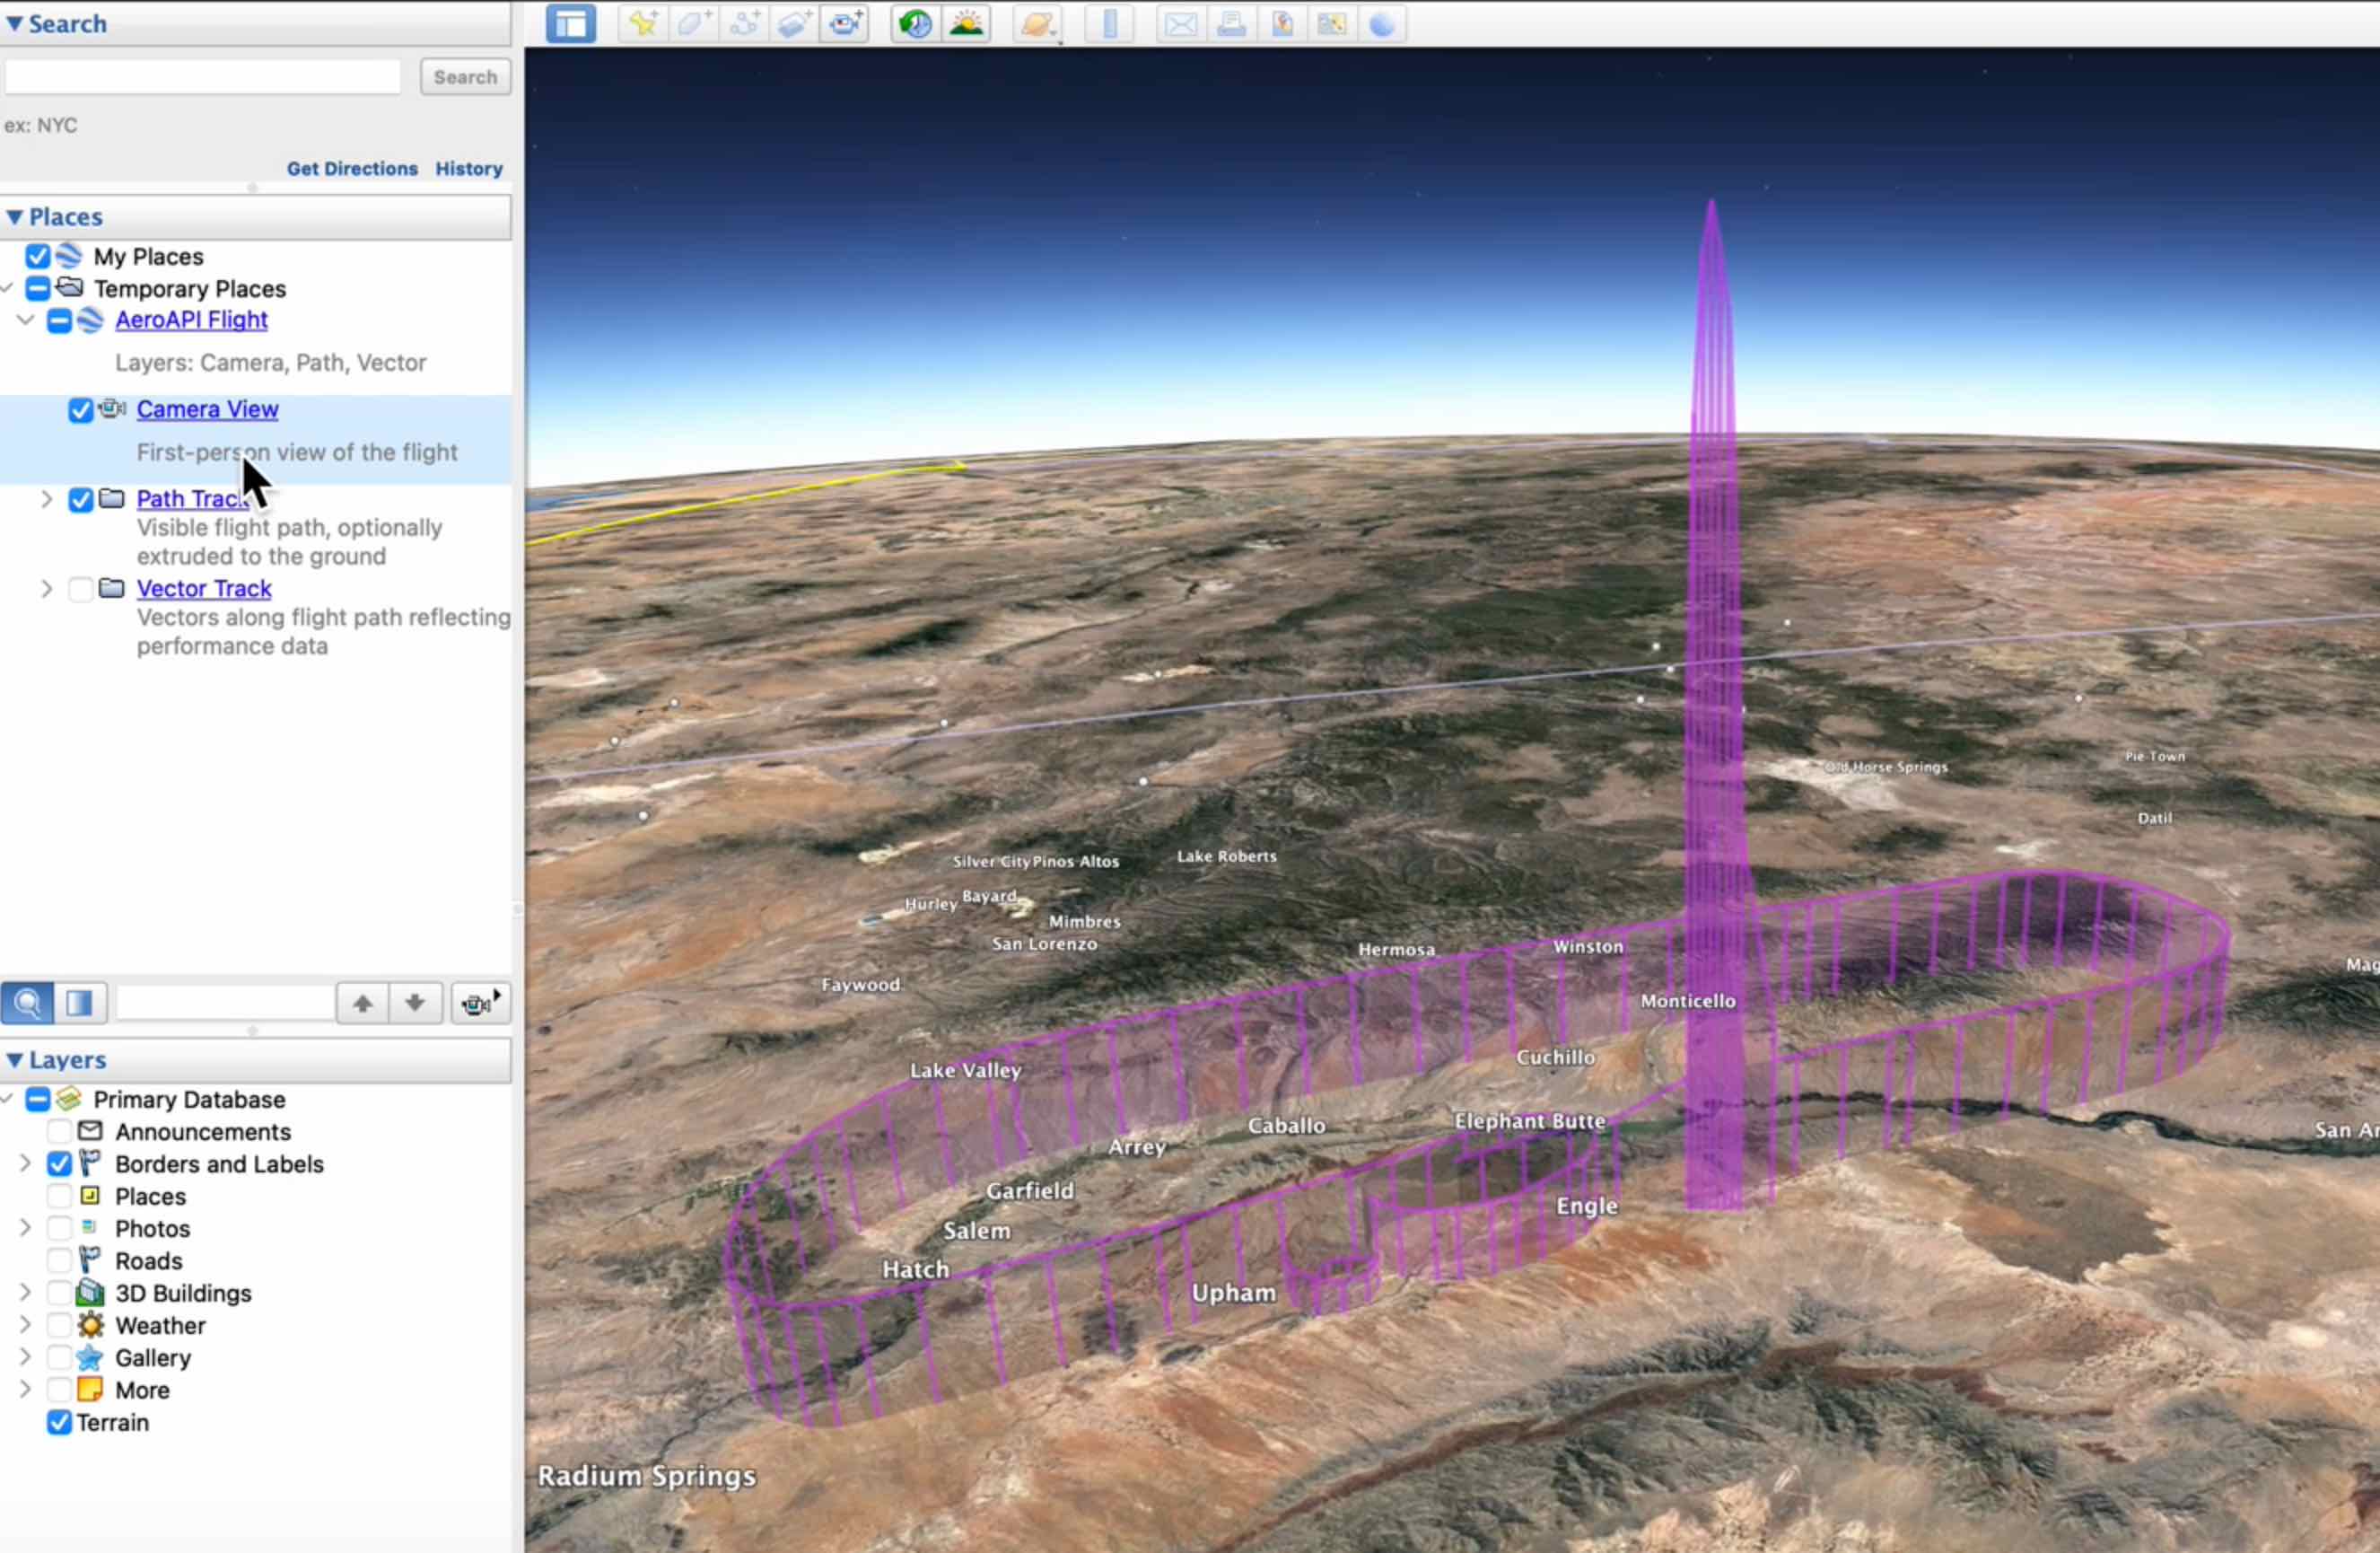 Search
Search
ex: NYC
Get Directions History
Places
My Places
Temporary Places
AeroAPI Flight
Layers: Camera, Path, Vector
Camera View
First-person view of the flight
Path Track
Visible flight path, optionally
extruded to the ground
Vector Track
Vectors along flight path reflecting
performance data
Layers
Primary Database
Announcements
Borders and Labels
Places
Photos
Roads
3D Buildings
Weather
Gallery
More
Terrain
Pie Town
Old Horse Springs
Datil
Silver City Pinos Altos
Lake Roberts
Hurley
Bayard
Mimbres
San Lorenzo
Hermosa
Winston
Mag
Faywood
Monticello
Cuchillo
Lake Valley
Caballo
Elephant Butte
San An
Arrey
Garfield
Engle
Salem
Hatch
Upham
Radium Springs